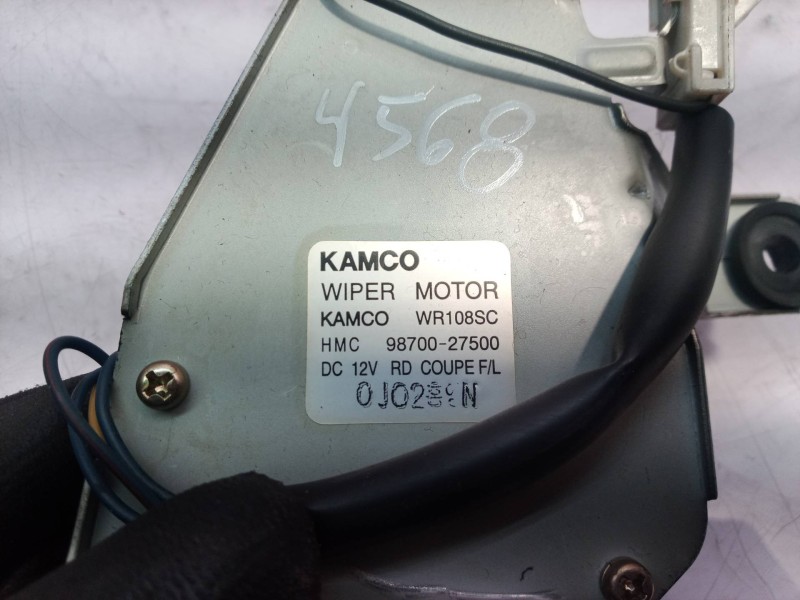 4568
KAMCO
WIPER MOTOR
KAMCO WR108SC
HMC 98700-27500
DC 12V RD COUPE F/L